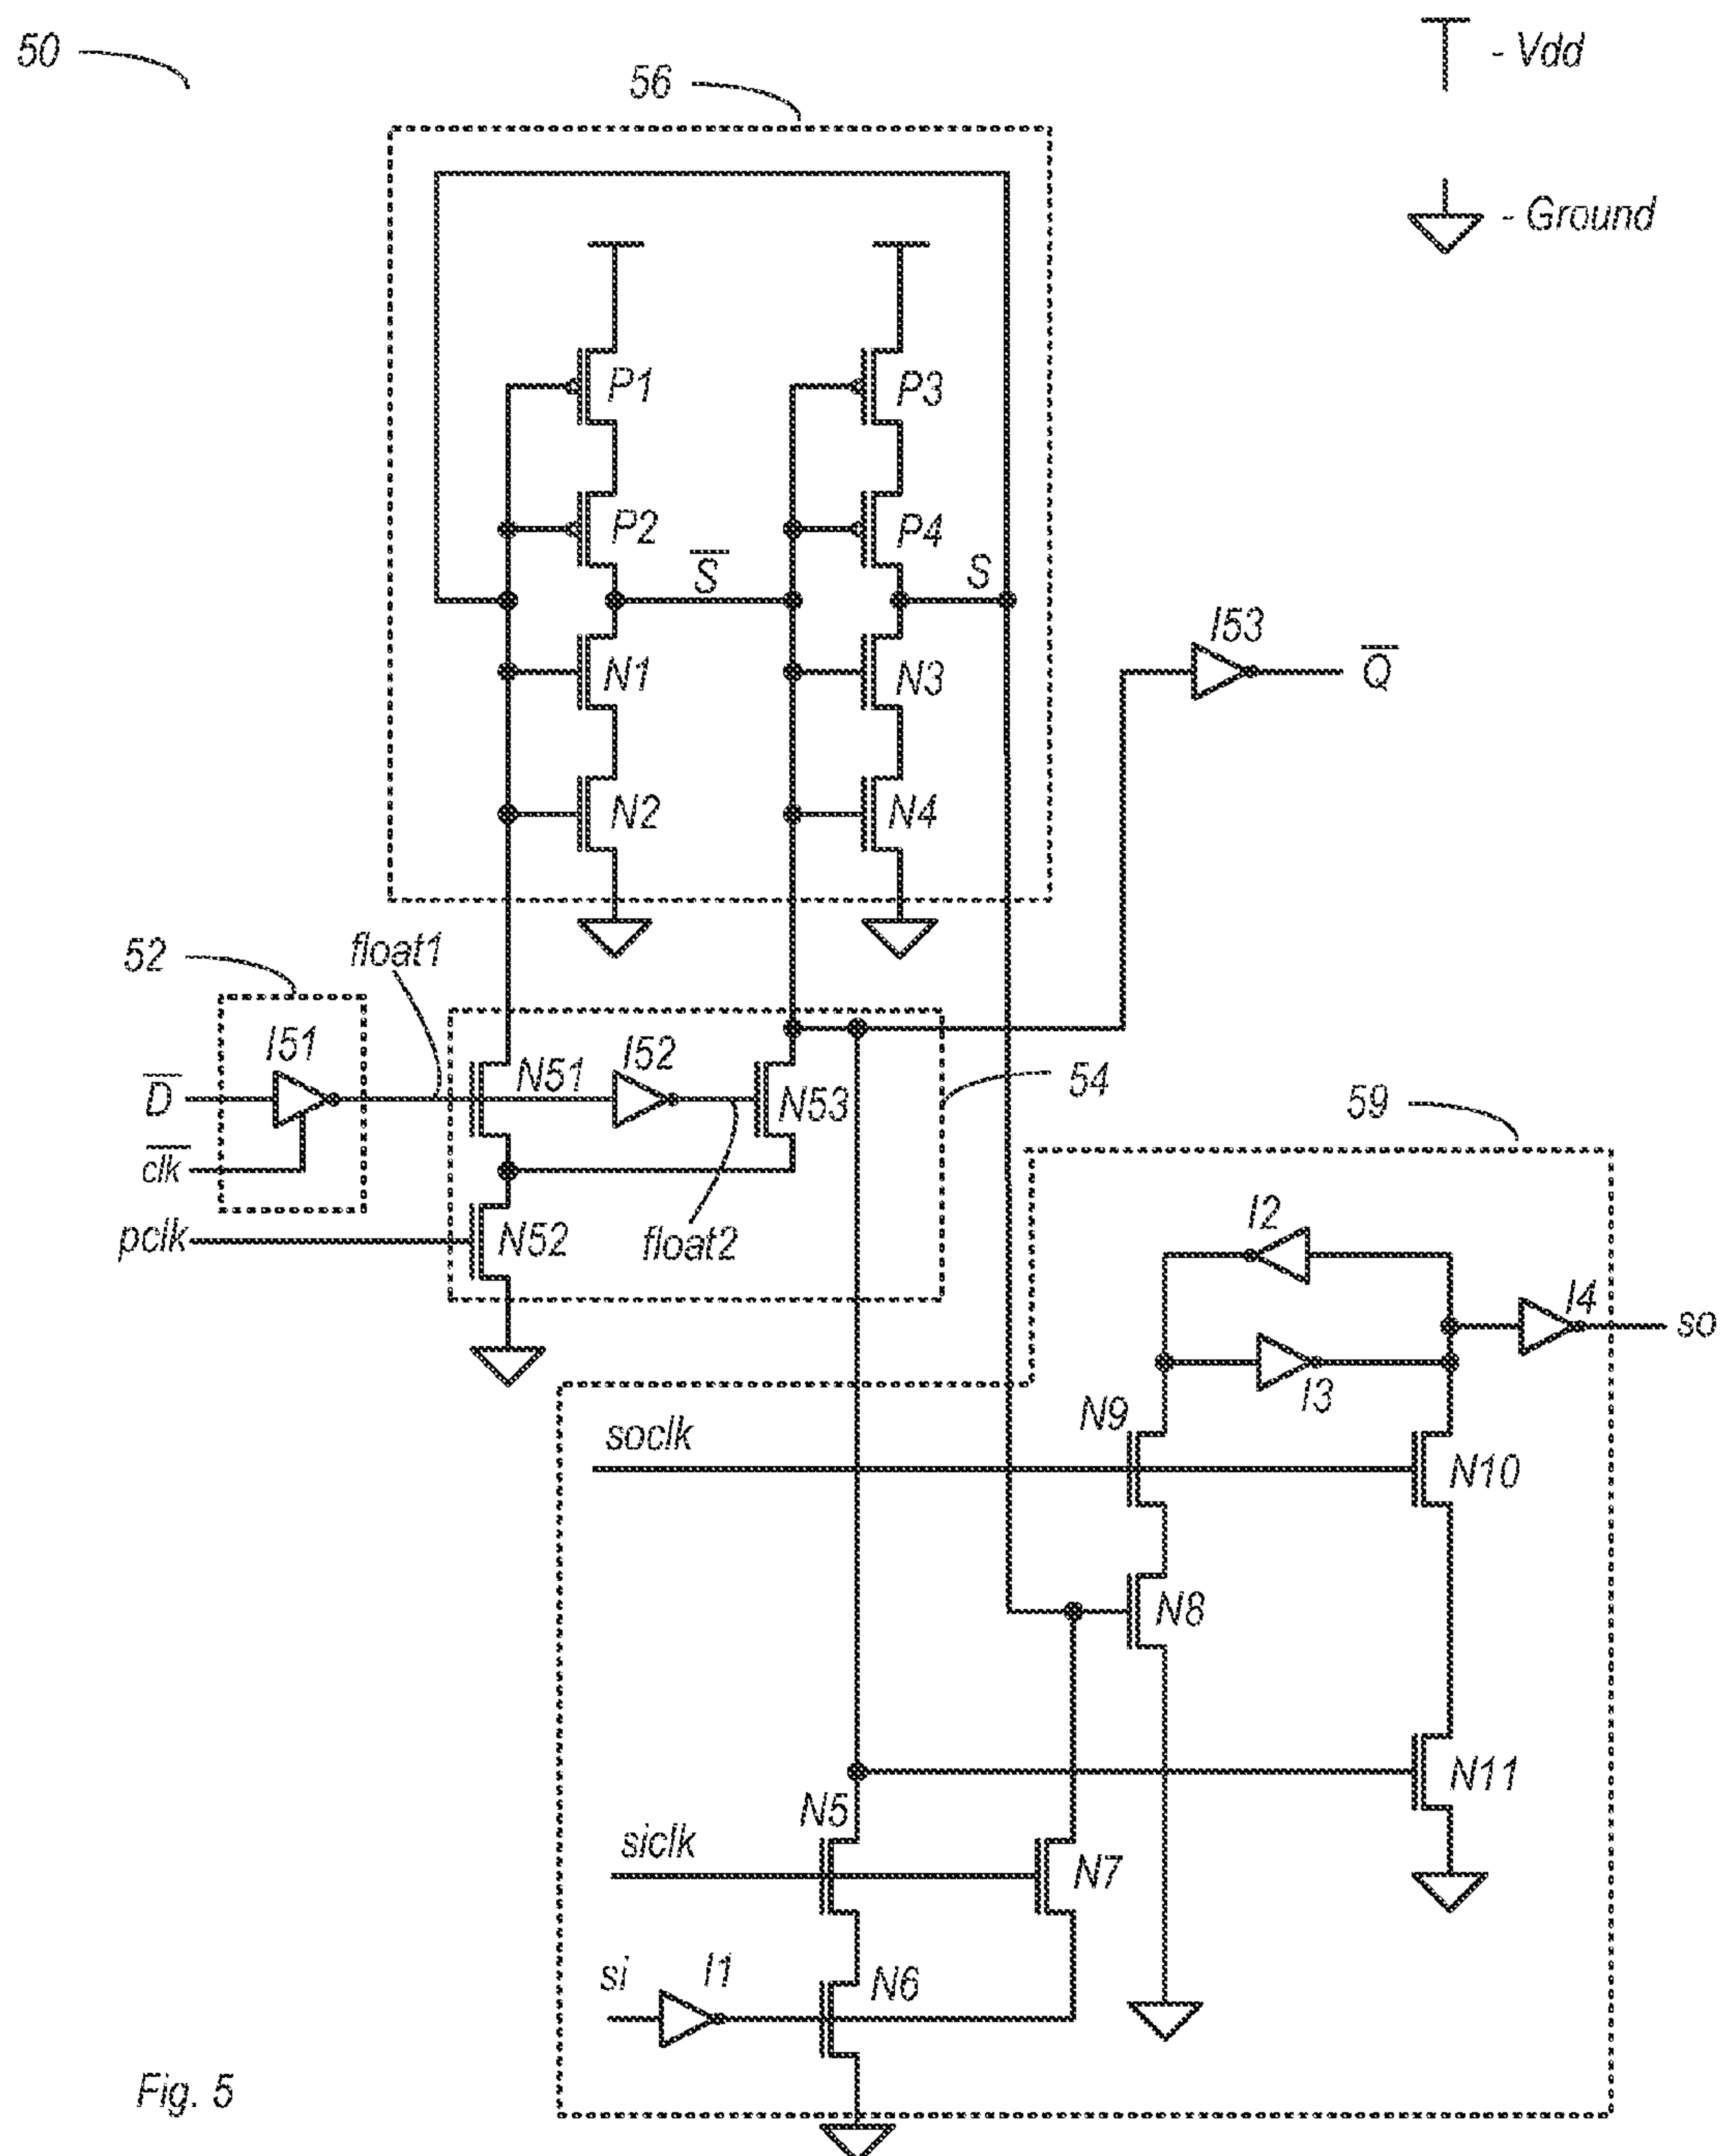 50
- Vdd
56
- Ground
P1
P3
P2
P4
S̅
S
I53
N1
N3
Q̅
N2
N4
52
float1
I51
I52
D̅
N51
N53
54
59
c̅l̅k̅
I2
pclk
N52
float2
I4
so
I3
N9
soclk
N10
N8
N11
N5
siclk
N7
si
I1
N6
Fig. 5